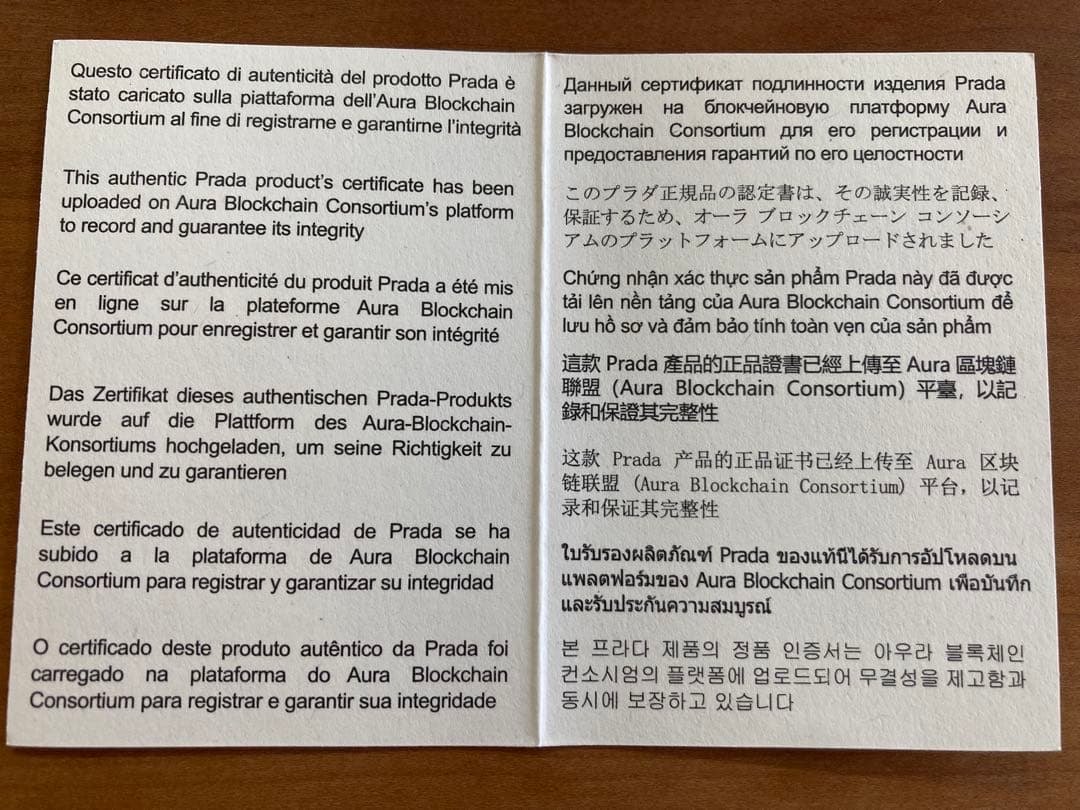 Questo certificato di autenticità del prodotto Prada è
stato caricato sulla piattaforma dell'Aura Blockchain
Consortium al fine di registrarne e garantirne l'integrità
This authentic Prada product's certificate has been
uploaded on Aura Blockchain Consortium's platform
to record and guarantee its integrity
Ce certificat d'authenticité du produit Prada a été mis
en ligne sur la plateforme Aura Blockchain
Consortium pour enregistrer et garantir son intégrité
Das Zertifikat dieses authentischen Prada-Produkts
wurde auf die Plattform des Aura-Blockchain-
Konsortiums hochgeladen, um seine Richtigkeit zu
belegen und zu garantieren
Este certificado de autenticidad de Prada se ha
subido a la plataforma de Aura Blockchain
Consortium para registrar y garantizar su integridad
O certificado deste produto autêntico da Prada foi
carregado na plataforma do Aura Blockchain
Consortium para registrar e garantir sua integridade
Данный сертификат подлинности изделия Prada
загружен на блокчейновую платформу Aura
Blockchain Consortium для его регистрации и
предоставления гарантий по его целостности
このプラダ正規品の認定書は、その誠実性を記録、
保証するため、オーラ ブロックチェーン コンソーシ
アムのプラットフォームにアップロードされました
Chứng nhận xác thực sản phẩm Prada này đã được
tải lên nền tảng của Aura Blockchain Consortium để
lưu hồ sơ và đảm bảo tính toàn vẹn của sản phẩm
這款 Prada 產品的正品證書已經上傳至 Aura 區塊鏈
聯盟（Aura Blockchain Consortium）平臺，以記
錄和保證其完整性
这款 Prada 产品的正品证书已经上传至 Aura 区块
链联盟（Aura Blockchain Consortium）平台，以记
录和保证其完整性
ใบรับรองผลิตภัณฑ์ Prada ของแท้นี้ได้รับการอัปโหลดบน
แพลตฟอร์มของ Aura Blockchain Consortium เพื่อบันทึก
และรับประกันความสมบูรณ์
본 프라다 제품의 정품 인증서는 아우라 블록체인
컨소시엄의 플랫폼에 업로드되어 무결성을 제고함과
동시에 보장하고 있습니다